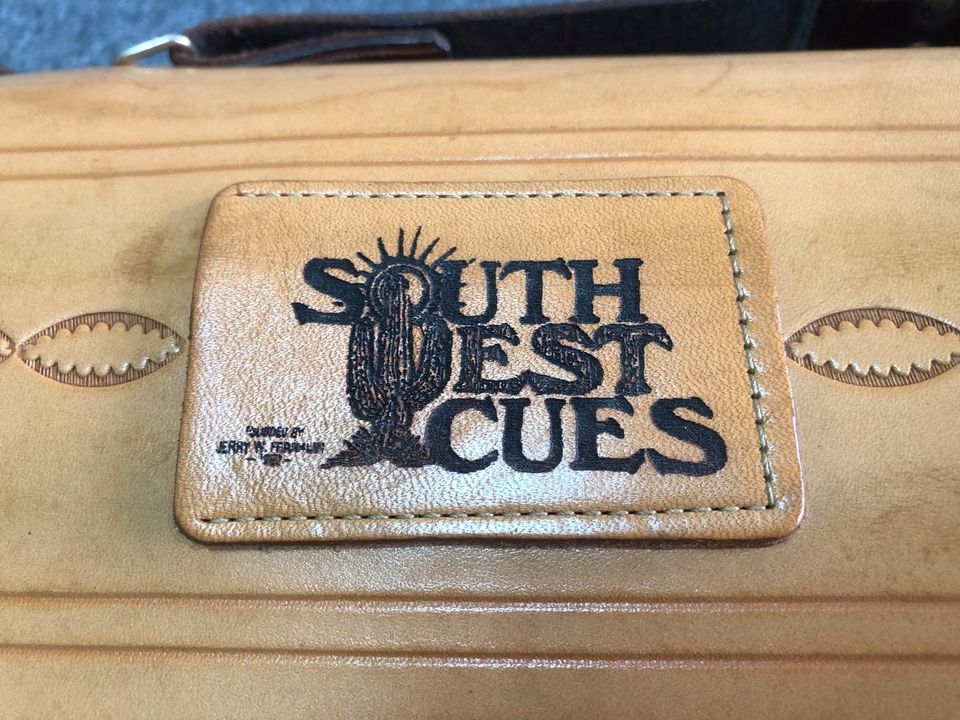 SOUTH
WEST
CUES
FOUNDED BY
JERRY W. FRANKLIN